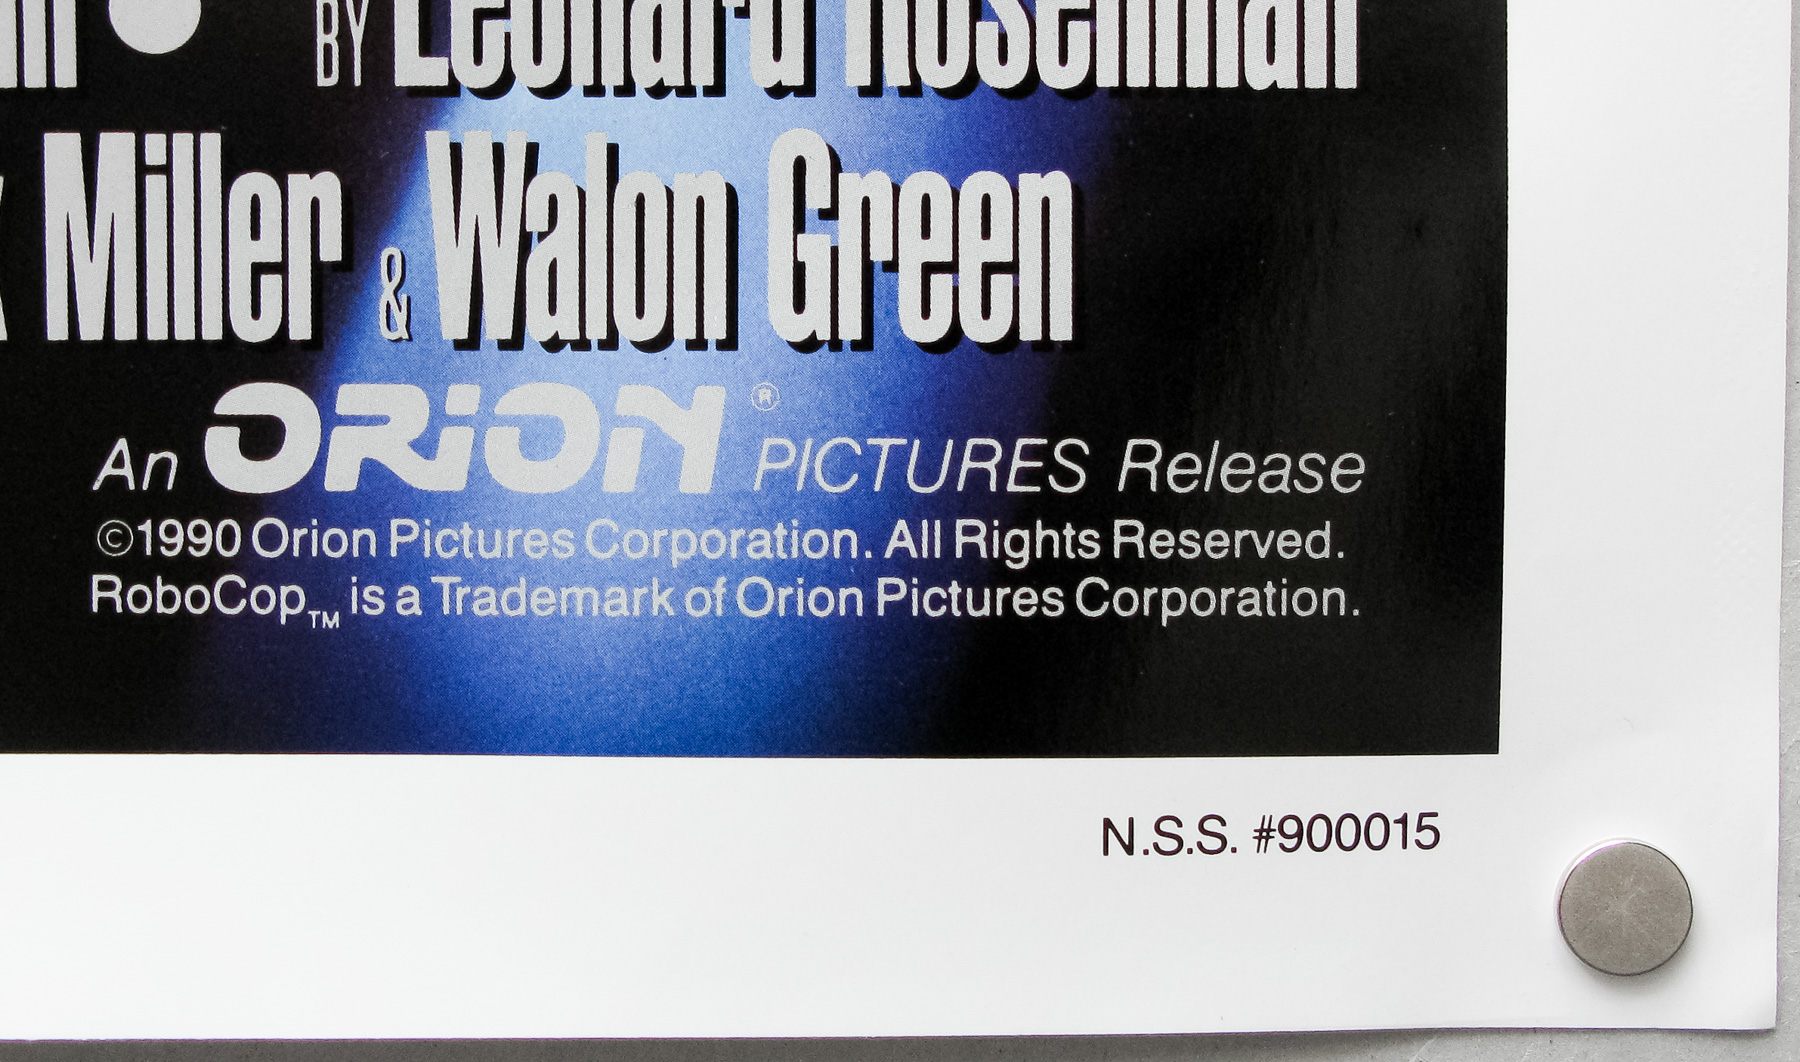 BY Leonard Rosenman
Miller & Walon Green
An ORION® PICTURES Release
©1990 Orion Pictures Corporation. All Rights Reserved.
RoboCop™ is a Trademark of Orion Pictures Corporation.
N.S.S. #900015